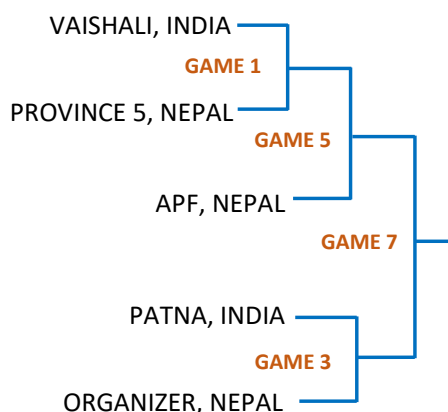 VAISHALI, INDIA
GAME 1
PROVINCE 5, NEPAL
GAME 5
APF, NEPAL
GAME 7
PATNA, INDIA
GAME 3
ORGANIZER, NEPAL